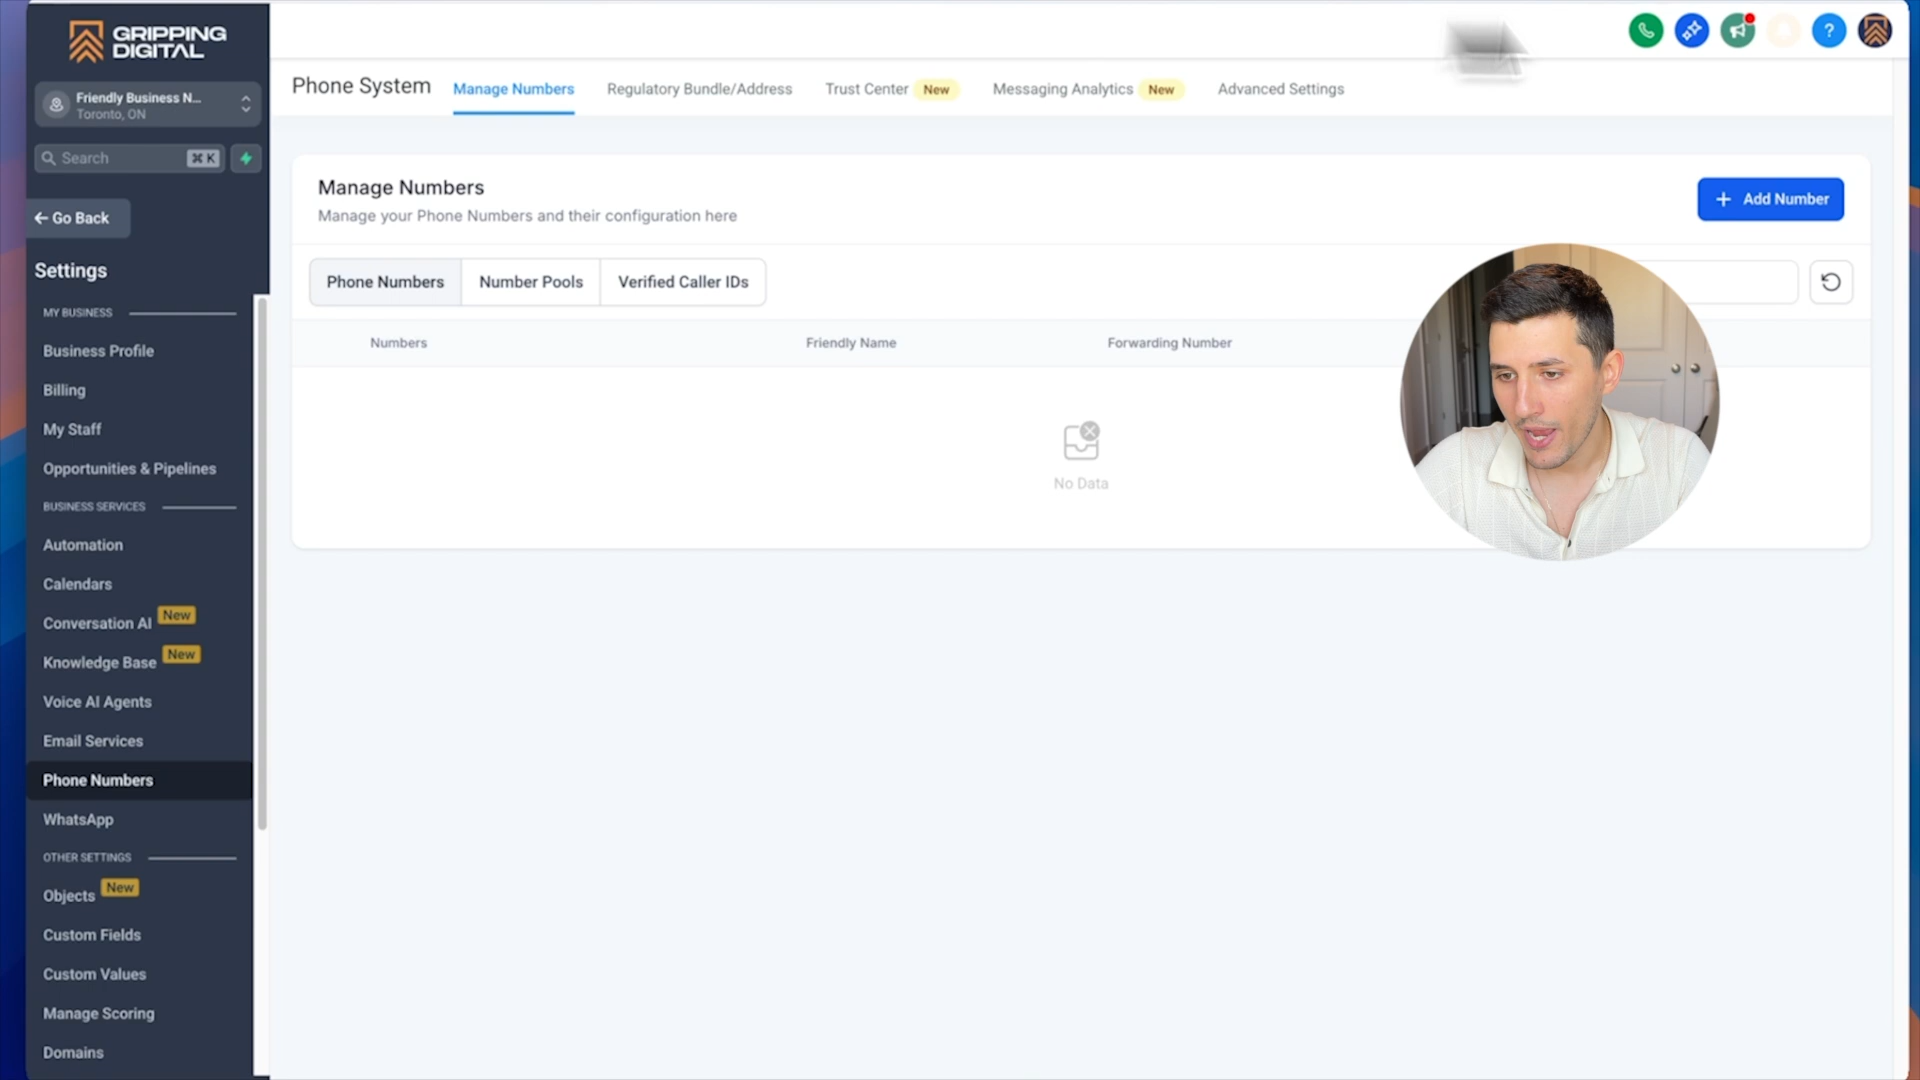 GRIPPING
DIGITAL
Friendly Business N...
Toronto, ON
Search ⌘ K
← Go Back
Settings
MY BUSINESS
Business Profile
Billing
My Staff
Opportunities & Pipelines
BUSINESS SERVICES
Automation
Calendars
Conversation AI New
Knowledge Base New
Voice AI Agents
Email Services
Phone Numbers
WhatsApp
OTHER SETTINGS
Objects New
Custom Fields
Custom Values
Manage Scoring
Domains
?
Phone System Manage Numbers Regulatory Bundle/Address Trust Center New Messaging Analytics New Advanced Settings
Manage Numbers
Manage your Phone Numbers and their configuration here
+ Add Number
Phone Numbers Number Pools Verified Caller IDs
Numbers Friendly Name Forwarding Number
No Data